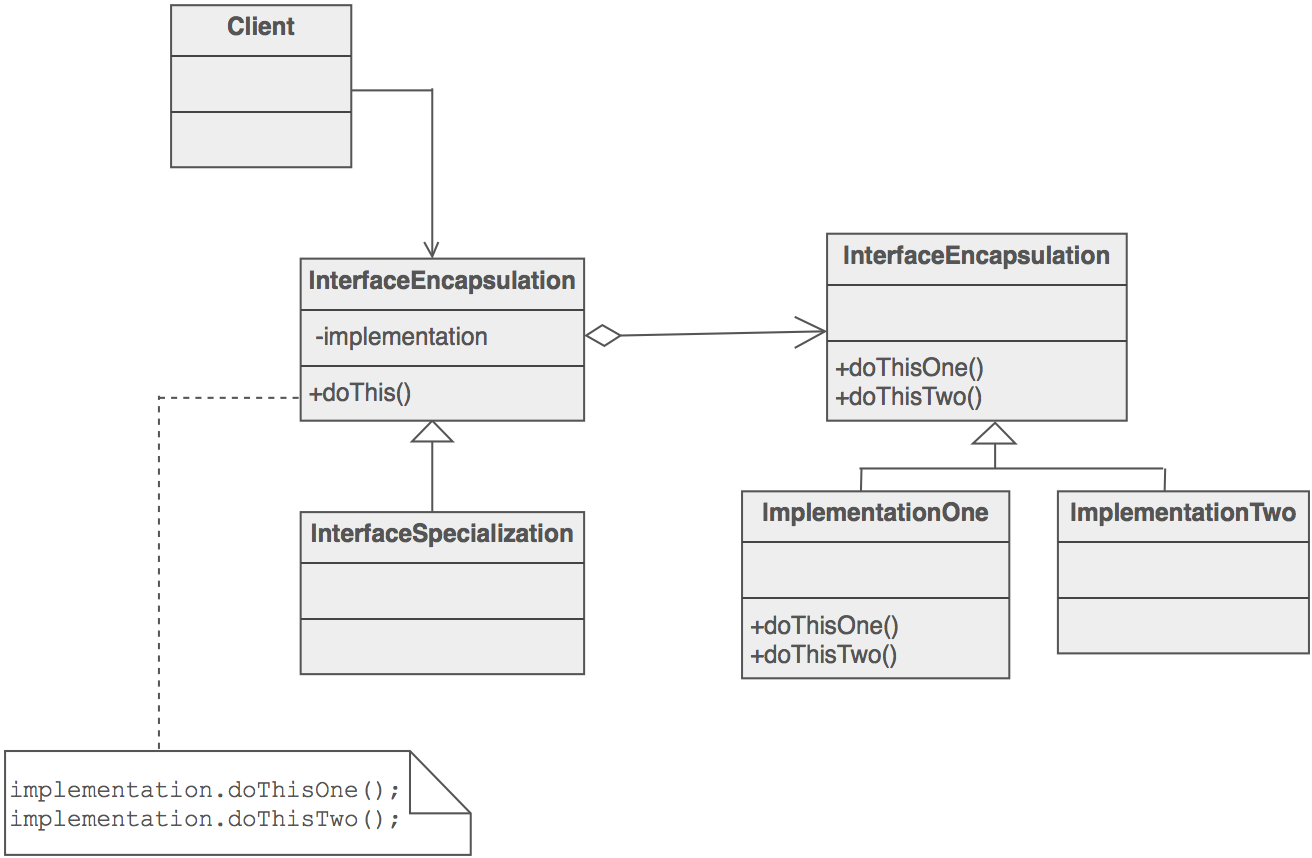 Client
InterfaceEncapsulation
-implementation
+doThis()
InterfaceEncapsulation
+doThisOne()
+doThisTwo()
InterfaceSpecialization
ImplementationOne
+doThisOne()
+doThisTwo()
ImplementationTwo
implementation.doThisOne();
implementation.doThisTwo();